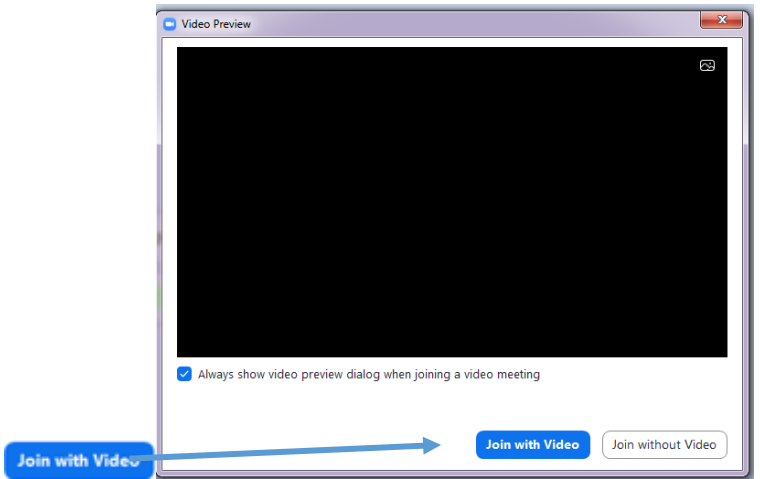 Video Preview
Always show video preview dialog when joining a video meeting
Join with Video
Join without Video
Join with Video